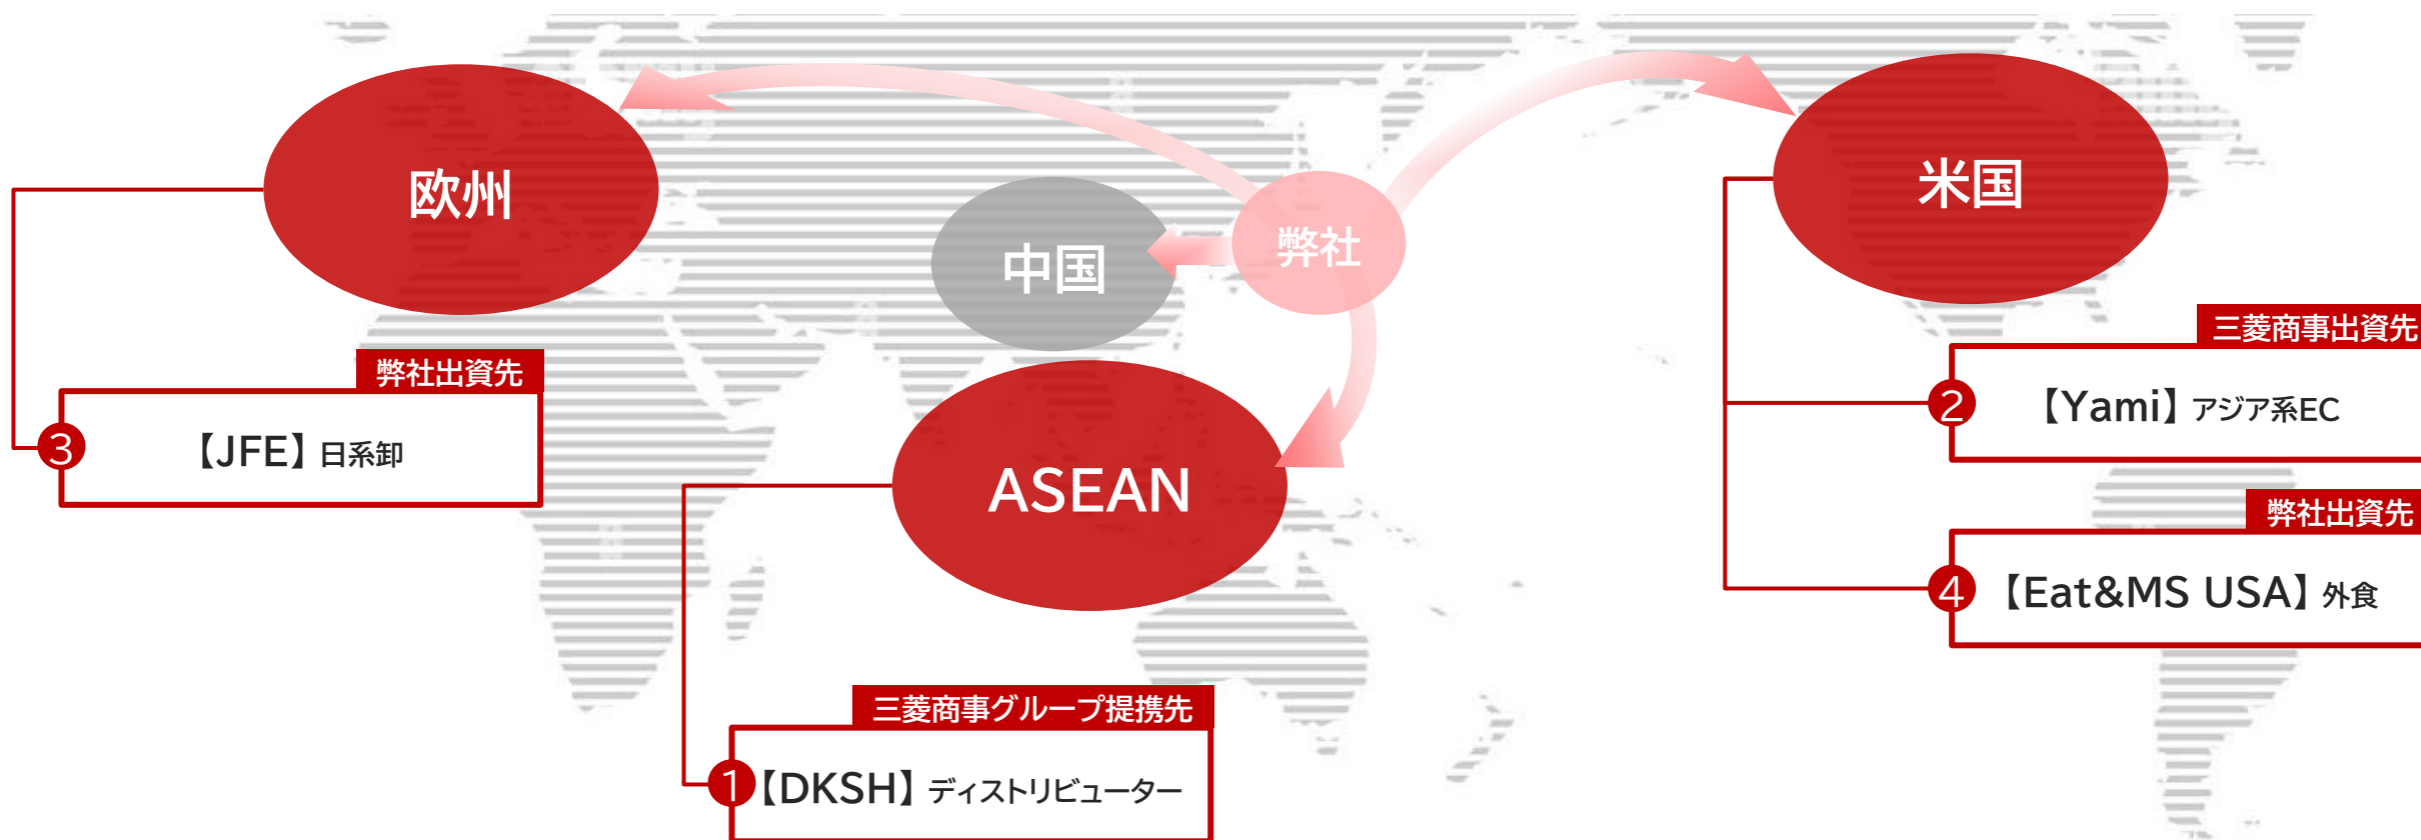 欧州
米国
中国
弊社
三菱商事出資先
弊社出資先
2 【Yami】 アジア系EC
3 【JFE】 日系卸
ASEAN
弊社出資先
4 【Eat&MS USA】 外食
三菱商事グループ提携先
1 【DKSH】 ディストリビューター